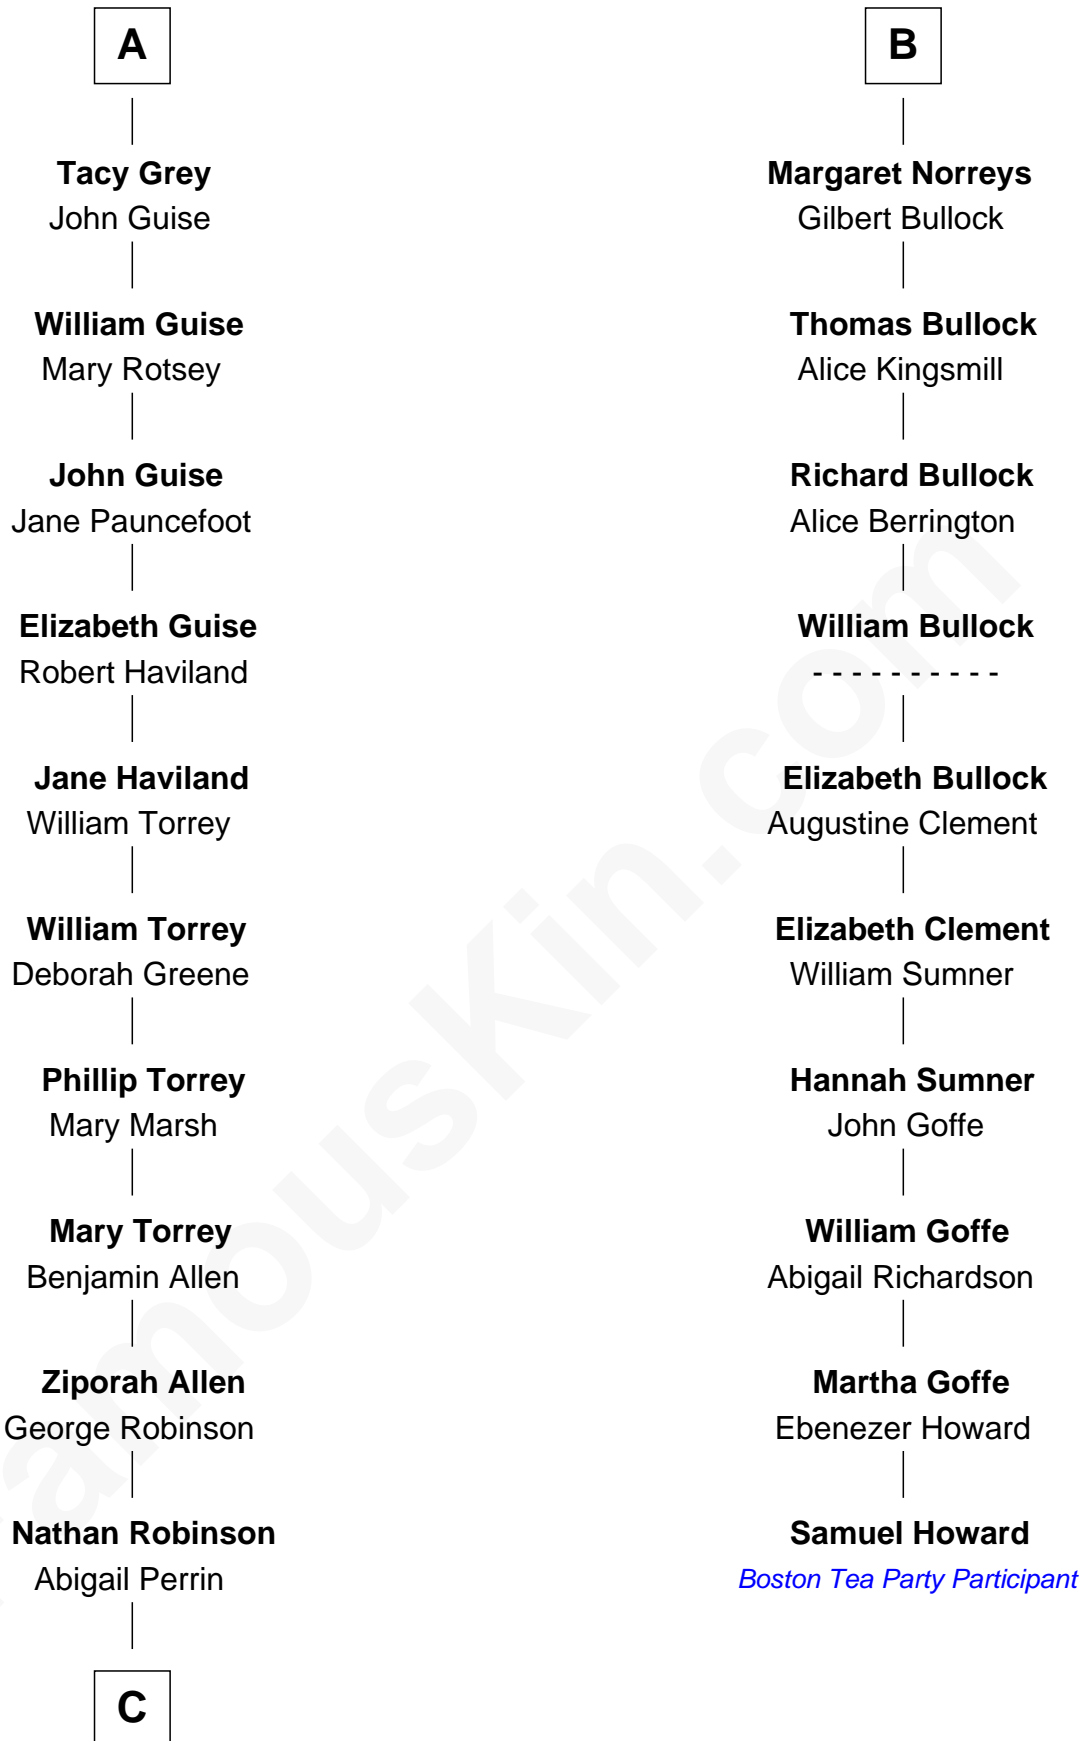 A
Tacy Grey
John Guise
William Guise
Mary Rotsey
John Guise
Jane Pauncefoot
Elizabeth Guise
Robert Haviland
Jane Haviland
William Torrey
William Torrey
Deborah Greene
Phillip Torrey
Mary Marsh
Mary Torrey
Benjamin Allen
Ziporah Allen
George Robinson
Nathan Robinson
Abigail Perrin
C
B
Margaret Norreys
Gilbert Bullock
Thomas Bullock
Alice Kingsmill
Richard Bullock
Alice Berrington
William Bullock
- - - - - - - - - -
Elizabeth Bullock
Augustine Clement
Elizabeth Clement
William Sumner
Hannah Sumner
John Goffe
William Goffe
Abigail Richardson
Martha Goffe
Ebenezer Howard
Samuel Howard
Boston Tea Party Participant
FamousKin.com